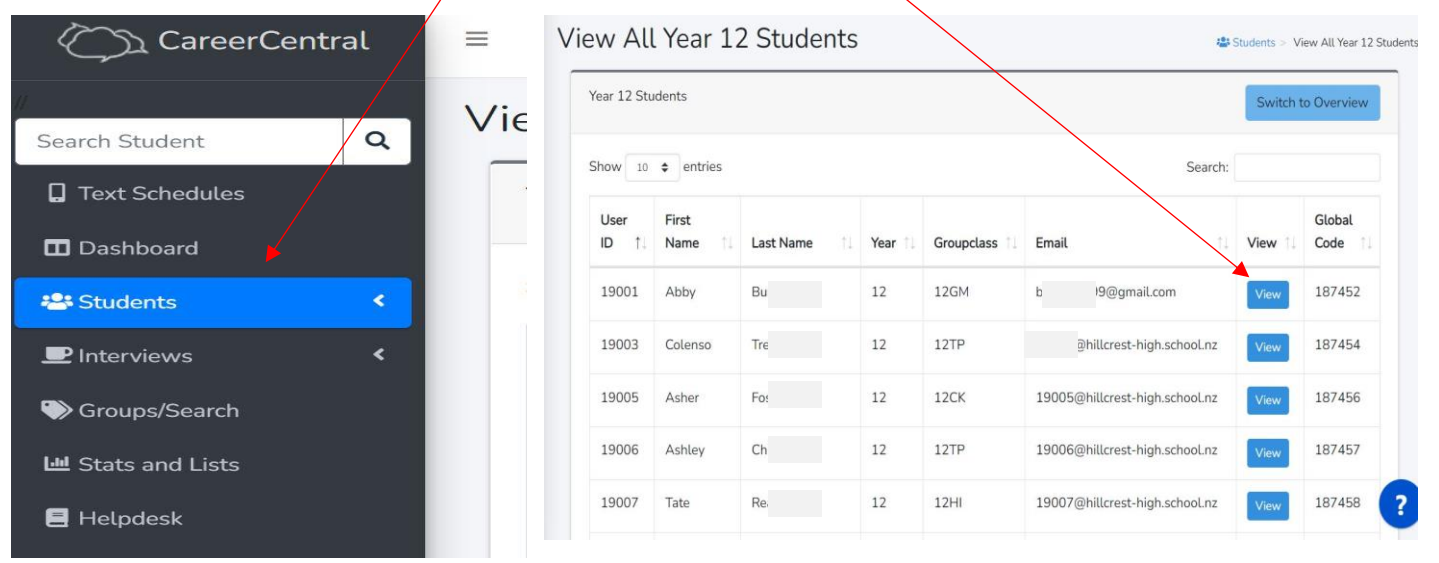 CareerCentral
//
Search Student
Text Schedules
Dashboard
Students
Interviews
Groups/Search
Stats and Lists
Helpdesk
Vie
View All Year 12 Students
Students > View All Year 12 Students
Year 12 Students
Switch to Overview
Show 10 entries
Search:
User ID First Name Last Name Year Groupclass Email View Global Code
19001 Abby Bu 12 12GM b 99@gmail.com View 187452
19003 Colenso Tre 12 12TP @hillcrest-high.school.nz View 187454
19005 Asher Fos 12 12CK 19005@hillcrest-high.school.nz View 187456
19006 Ashley Ch 12 12TP 19006@hillcrest-high.school.nz View 187457
19007 Tate Re 12 12HI 19007@hillcrest-high.school.nz View 187458
?